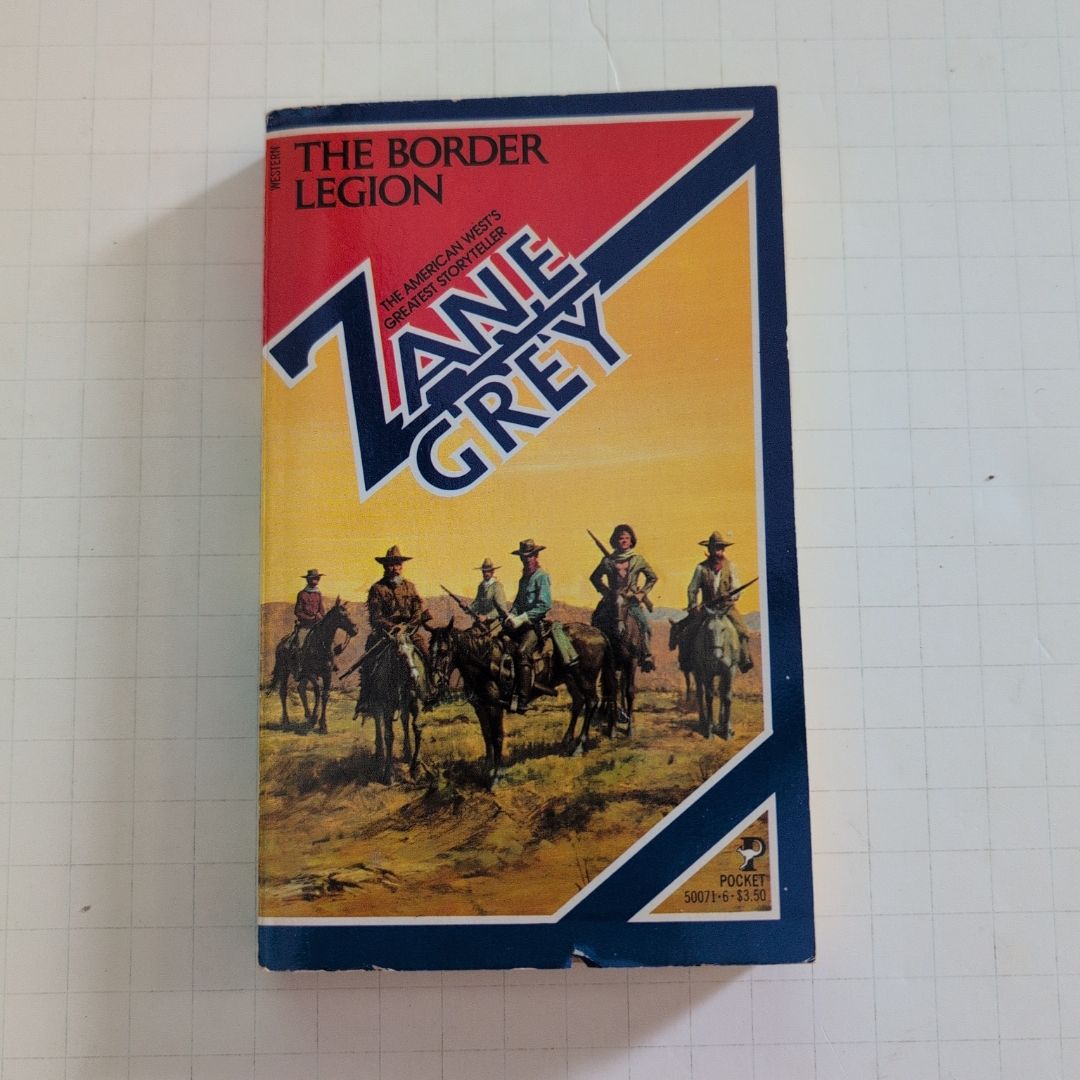 WESTERN
THE BORDER
LEGION
THE AMERICAN WEST'S
GREATEST STORYTELLER
ZANE
GREY
P
POCKET
50071·6·$3.50